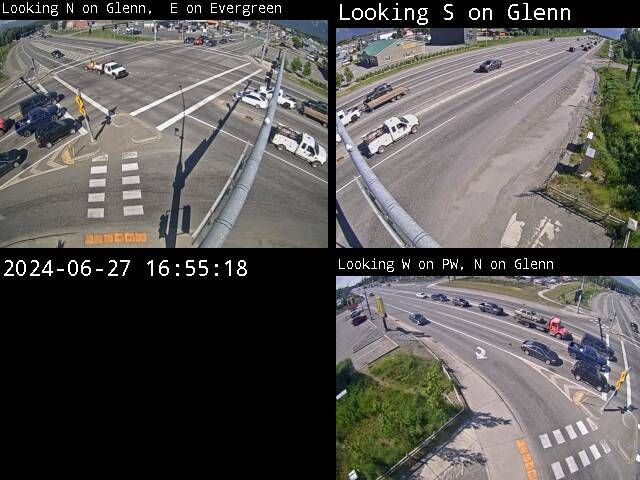 Looking N on Glenn,  E on Evergreen
Looking S on Glenn
2024-06-27 16:55:18
Looking W on PW, N on Glenn